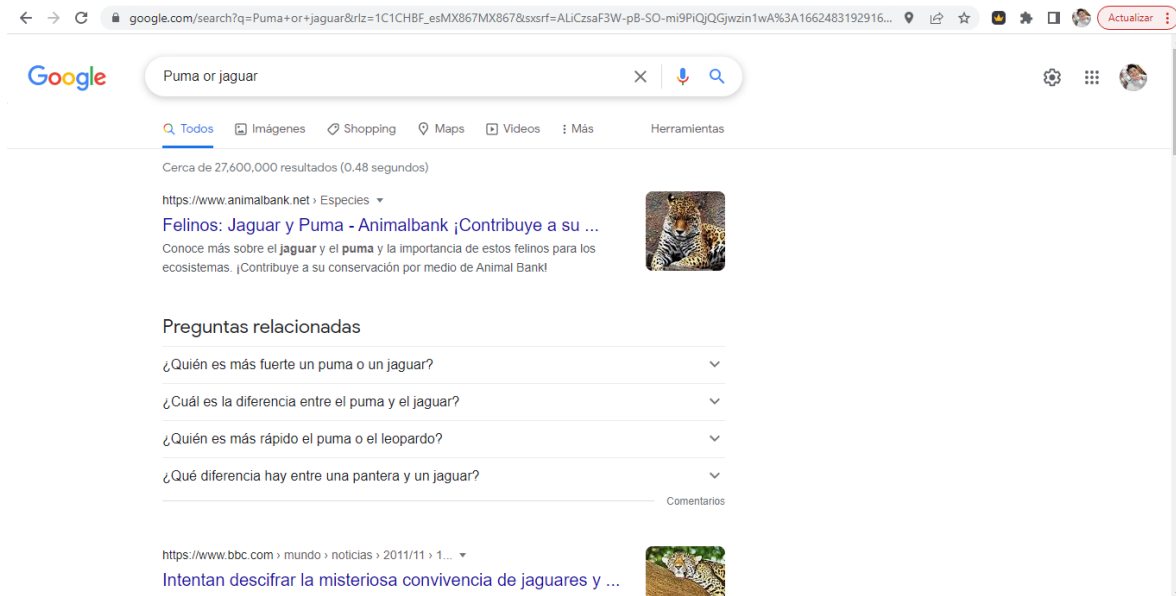 google.com/search?q=Puma+or+jaguar&rlz=1C1CHBF_esMX867MX867&sxsrf=ALiCzsaF3W-pB-SO-mi9PiQjQGjwzin1wA%3A1662483192916...
Actualizar
Google
Puma or jaguar
Todos Imágenes Shopping Maps Videos Más Herramientas
Cerca de 27,600,000 resultados (0.48 segundos)
https://www.animalbank.net › Especies
Felinos: Jaguar y Puma - Animalbank ¡Contribuye a su ...
Conoce más sobre el jaguar y el puma y la importancia de estos felinos para los
ecosistemas. ¡Contribuye a su conservación por medio de Animal Bank!
Preguntas relacionadas
¿Quién es más fuerte un puma o un jaguar?
¿Cuál es la diferencia entre el puma y el jaguar?
¿Quién es más rápido el puma o el leopardo?
¿Qué diferencia hay entre una pantera y un jaguar?
Comentarios
https://www.bbc.com › mundo › noticias › 2011/11 › 1...
Intentan descifrar la misteriosa convivencia de jaguares y ...